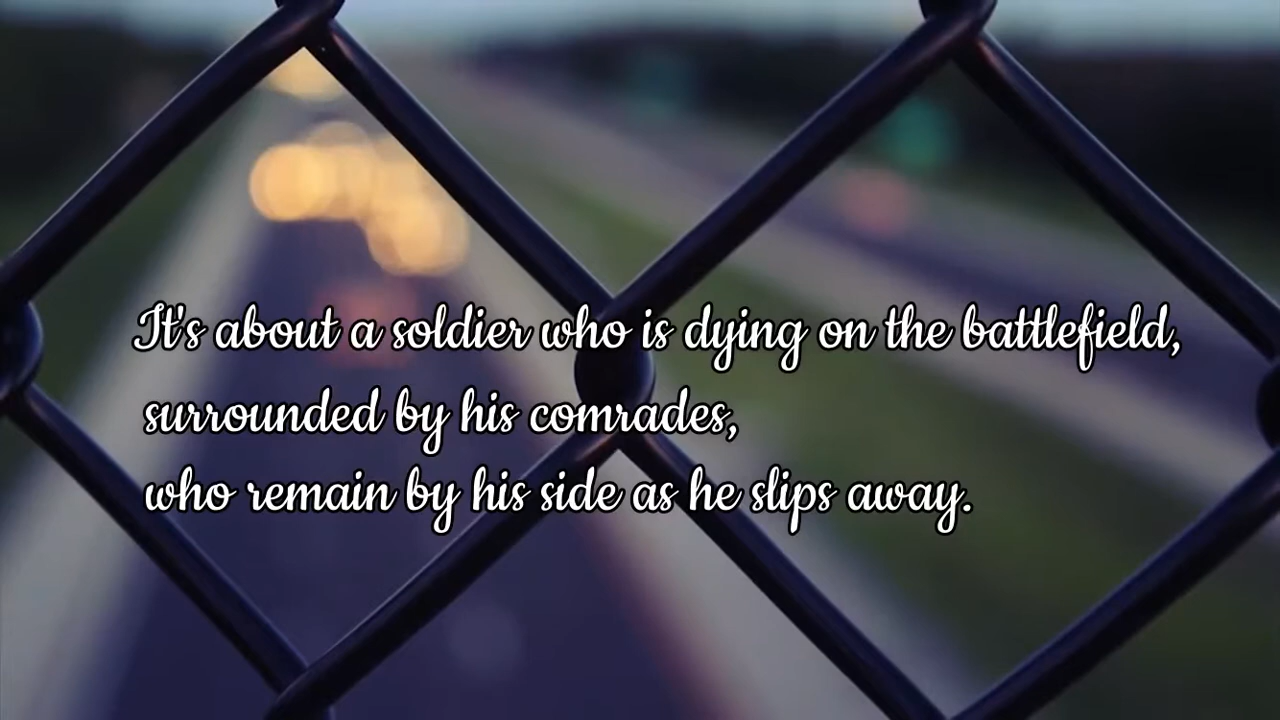 It's about a soldier who is dying on the battlefield,
surrounded by his comrades,
who remain by his side as he slips away.